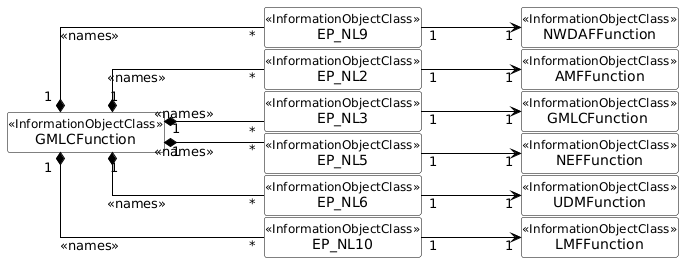 «InformationObjectClass»
EP_NL9
«InformationObjectClass»
NWDAFFunction
«names»
*
1
1
1
«InformationObjectClass»
EP_NL2
«InformationObjectClass»
AMFFunction
«names»
*
1
1
1
«InformationObjectClass»
GMLCFunction
«InformationObjectClass»
EP_NL3
«InformationObjectClass»
GMLCFunction
«names»
1
*
1
1
«InformationObjectClass»
EP_NL5
«InformationObjectClass»
NEFFunction
«names»
1
*
1
1
«InformationObjectClass»
EP_NL6
«InformationObjectClass»
UDMFunction
1
«names»
*
1
1
«InformationObjectClass»
EP_NL10
«InformationObjectClass»
LMFFunction
1
«names»
*
1
1